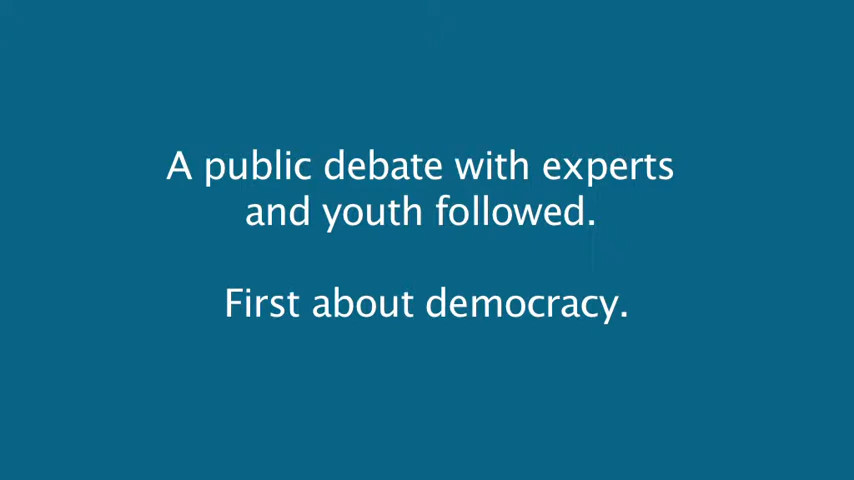 A public debate with experts
and youth followed.
First about democracy.